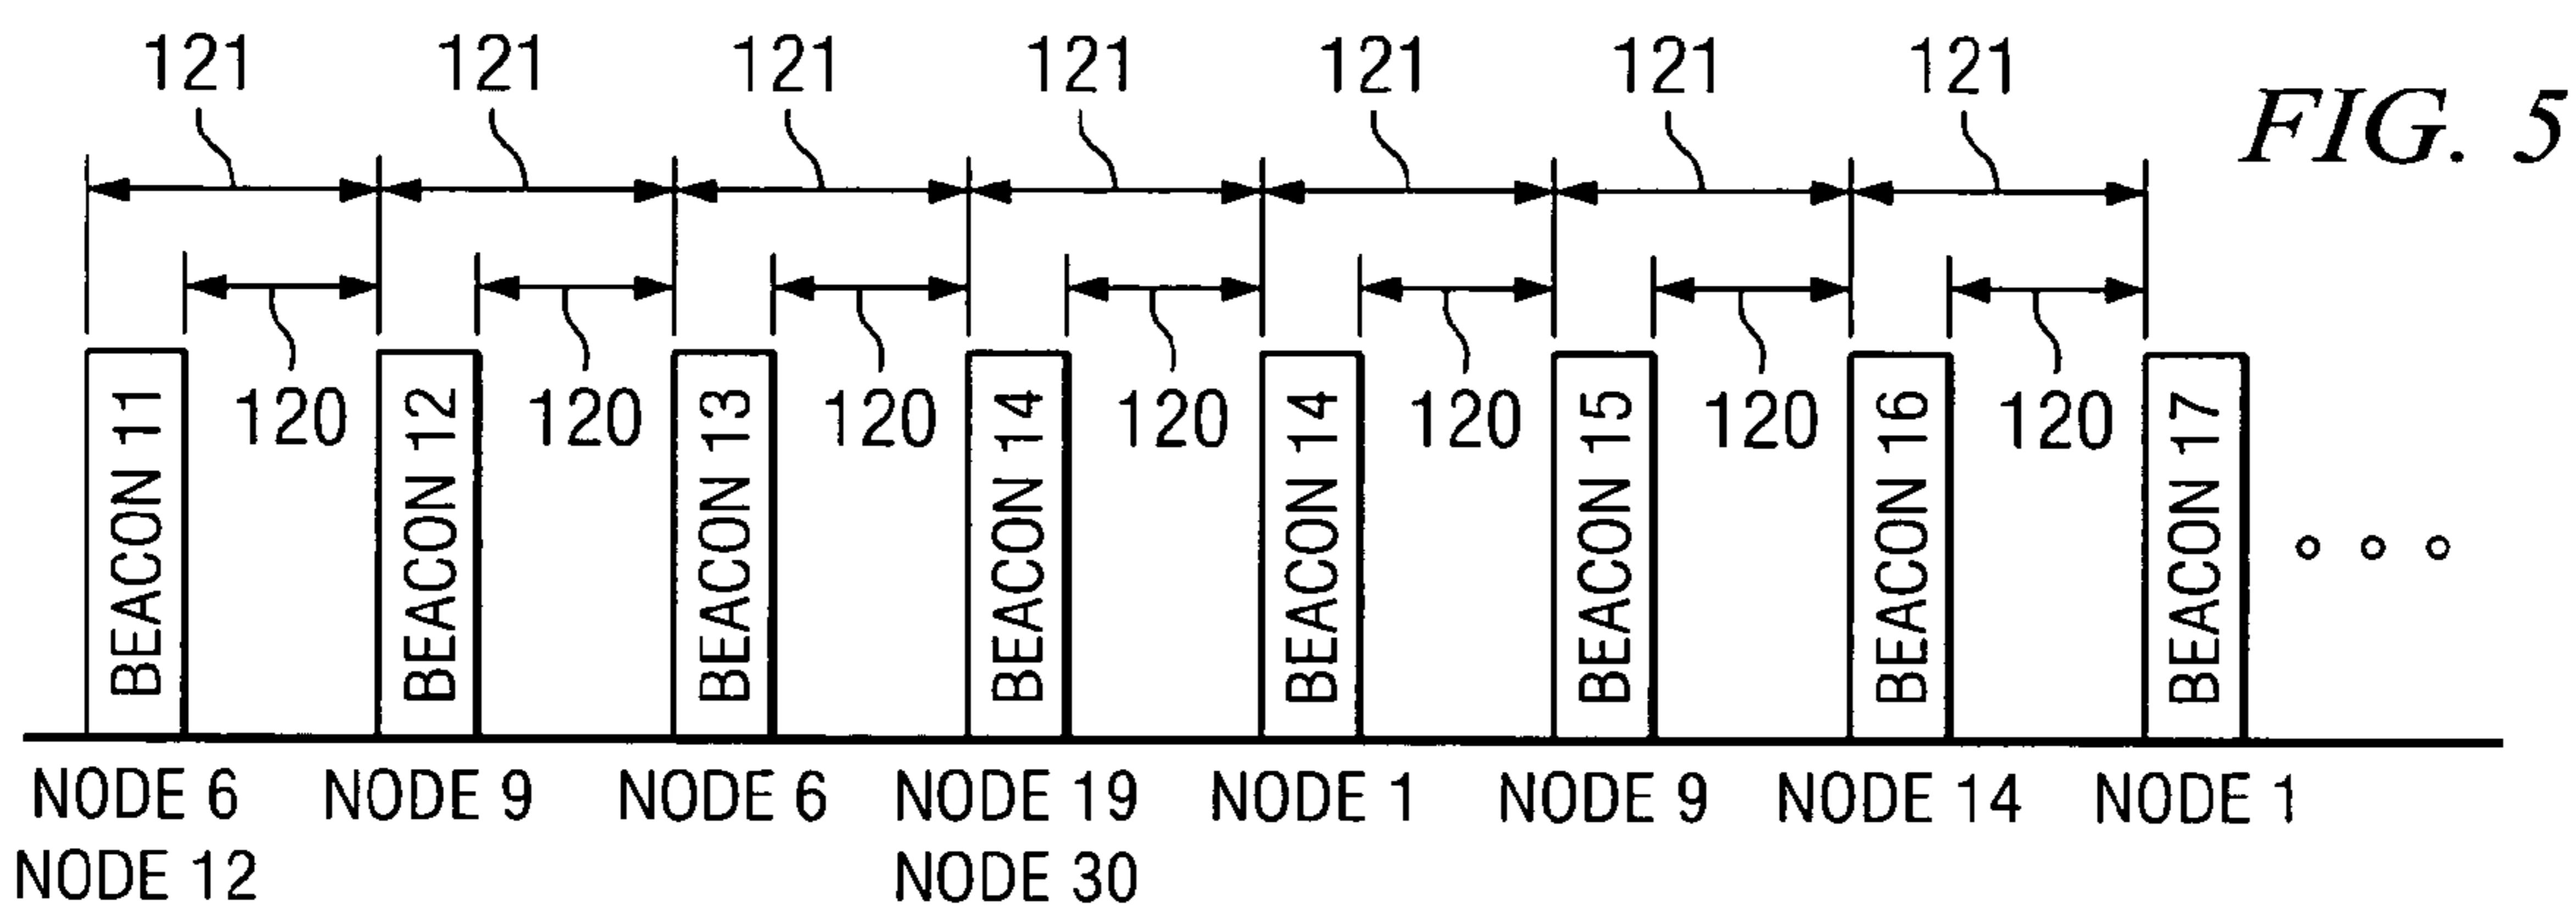 121 121 121 121 121 121 121
FIG. 5
120 120 120 120 120 120 120
BEACON 11
BEACON 12
BEACON 13
BEACON 14
BEACON 14
BEACON 15
BEACON 16
BEACON 17
NODE 6 NODE 9 NODE 6 NODE 19 NODE 1 NODE 9 NODE 14 NODE 1
NODE 12 NODE 30